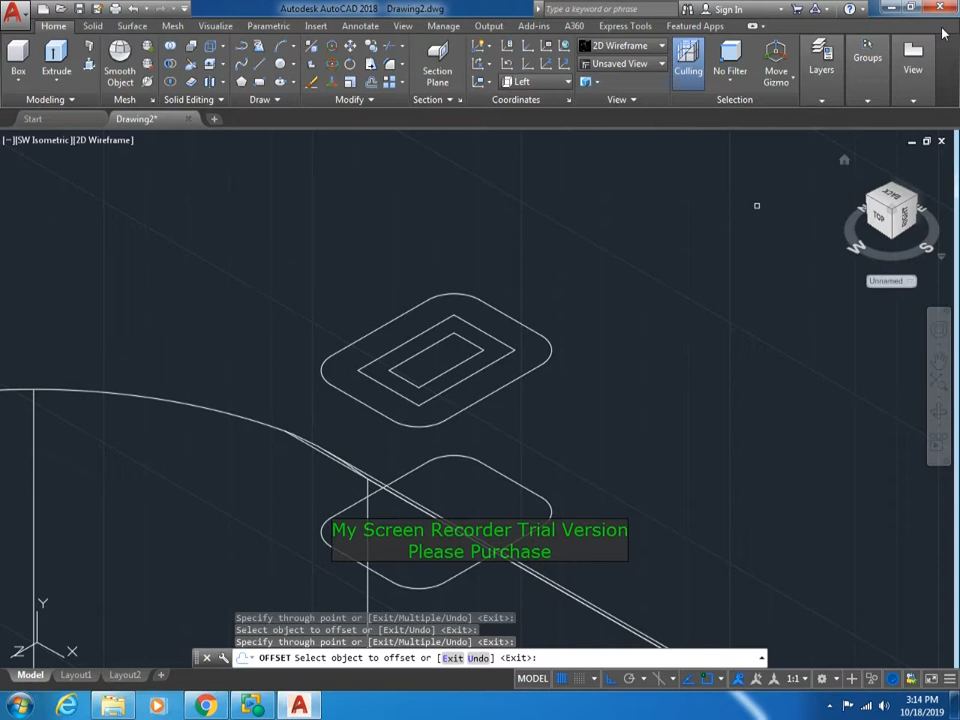 Autodesk AutoCAD 2018 Drawing2.dwg
Type a keyword or phrase
Sign In
Home Solid Surface Mesh Visualize Parametric Insert Annotate View Manage Output Add-ins A360 Express Tools Featured Apps
Box
Extrude
Smooth
Object
Section
Plane
2D Wireframe
Unsaved View
Left
Culling
No Filter
Move
Gizmo
Layers
Groups
View
Modeling Mesh Solid Editing Draw Modify Section Coordinates View Selection
Start Drawing2*
[−][SW Isometric][2D Wireframe]
BACK
TOP
RIGHT
W S
Unnamed
My Screen Recorder Trial Version
Please Purchase
Y
Z X
Specify through point or [Exit/Multiple/Undo] <Exit>:
Select object to offset or [Exit/Undo] <Exit>:
Specify through point or [Exit/Multiple/Undo] <Exit>:
OFFSET Select object to offset or [Exit Undo] <Exit>:
Model Layout1 Layout2
MODEL
1:1
3:14 PM
10/18/2019